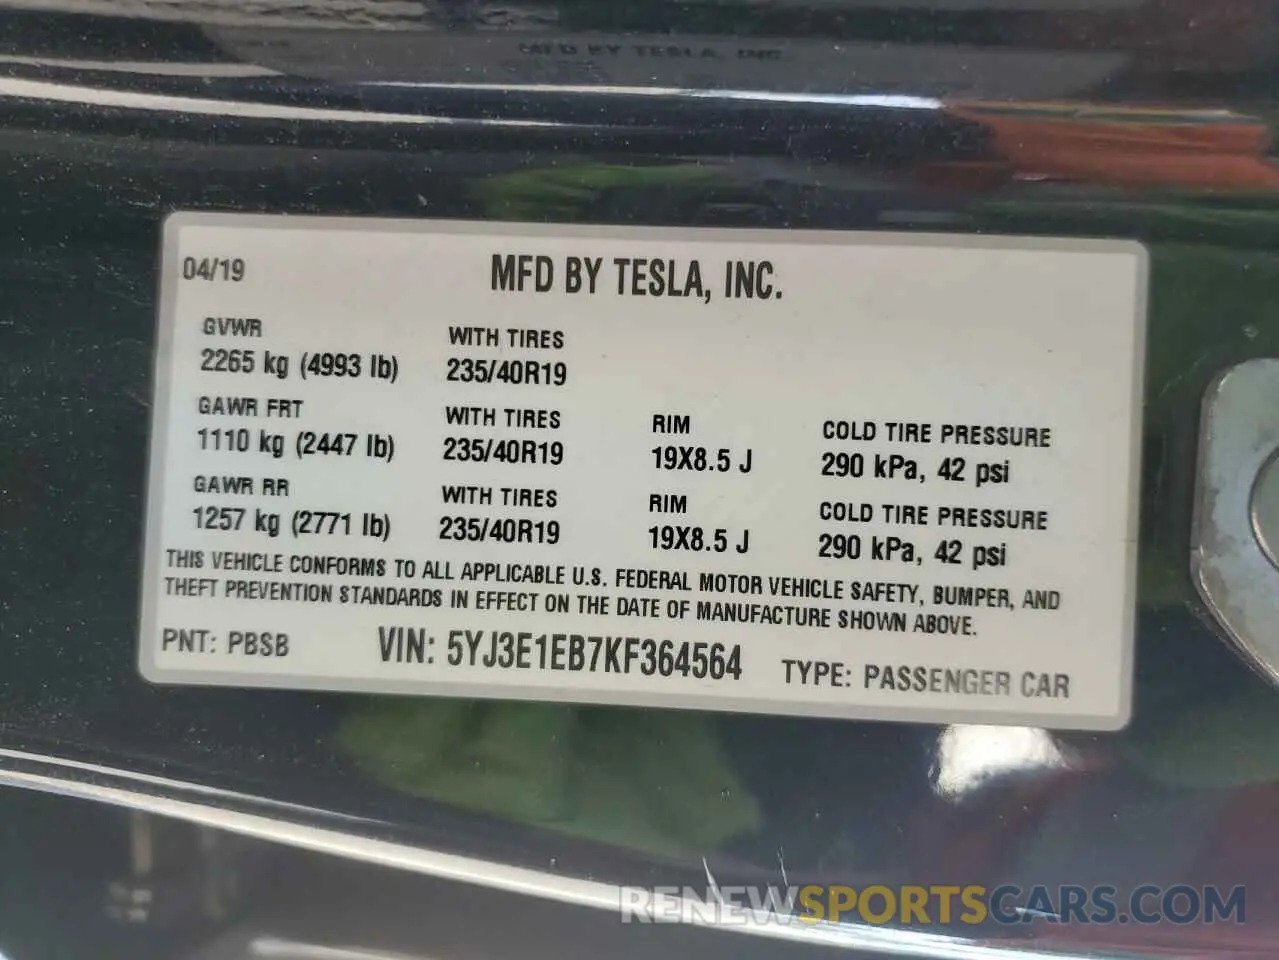 MFD BY TESLA, INC.
04/19
MFD BY TESLA, INC.
GVWR
2265 kg (4993 lb)
WITH TIRES
235/40R19
GAWR FRT
1110 kg (2447 lb)
WITH TIRES
235/40R19
RIM
19X8.5 J
COLD TIRE PRESSURE
290 kPa, 42 psi
GAWR RR
1257 kg (2771 lb)
WITH TIRES
235/40R19
RIM
19X8.5 J
COLD TIRE PRESSURE
290 kPa, 42 psi
THIS VEHICLE CONFORMS TO ALL APPLICABLE U.S. FEDERAL MOTOR VEHICLE SAFETY, BUMPER, AND
THEFT PREVENTION STANDARDS IN EFFECT ON THE DATE OF MANUFACTURE SHOWN ABOVE.
PNT: PBSB VIN: 5YJ3E1EB7KF364564 TYPE: PASSENGER CAR
RENEWSPORTSCARS.COM